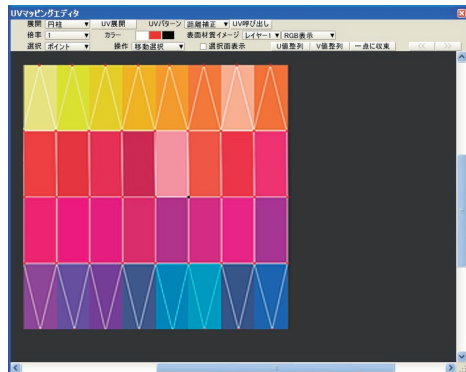 UVマッピングエディタ
展開 円柱 UV展開 UVパターン 距離補正 UV呼び出し
倍率 1 カラー 表面材質イメージ レイヤー1 RGB表示
選択 ポイント 操作 移動選択 選択面表示 U値整列 V値整列 一点に収束 << >>